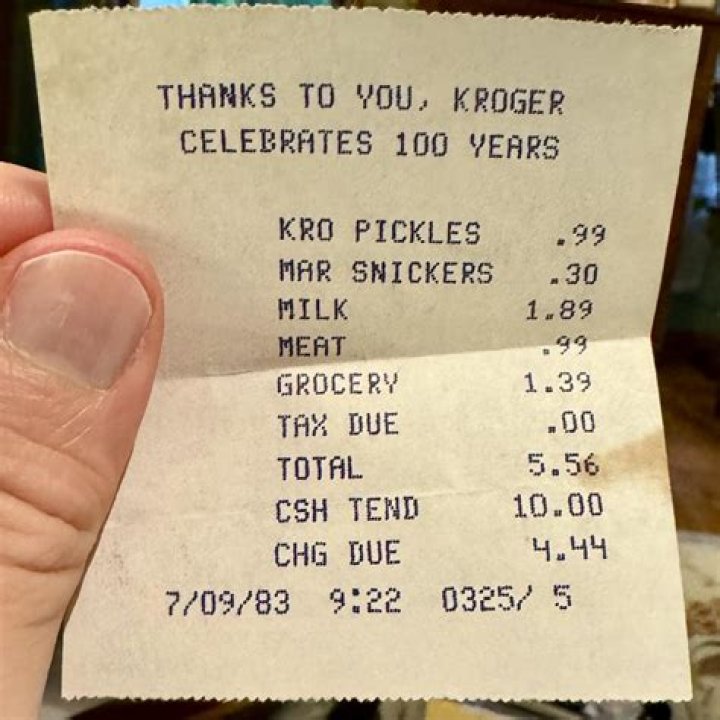 THANKS TO YOU, KROGER
CELEBRATES 100 YEARS
KRO PICKLES .99
MAR SNICKERS .30
MILK 1.89
MEAT .99
GROCERY 1.39
TAX DUE .00
TOTAL 5.56
CSH TEND 10.00
CHG DUE 4.44
7/09/83 9:22 0325/ 5